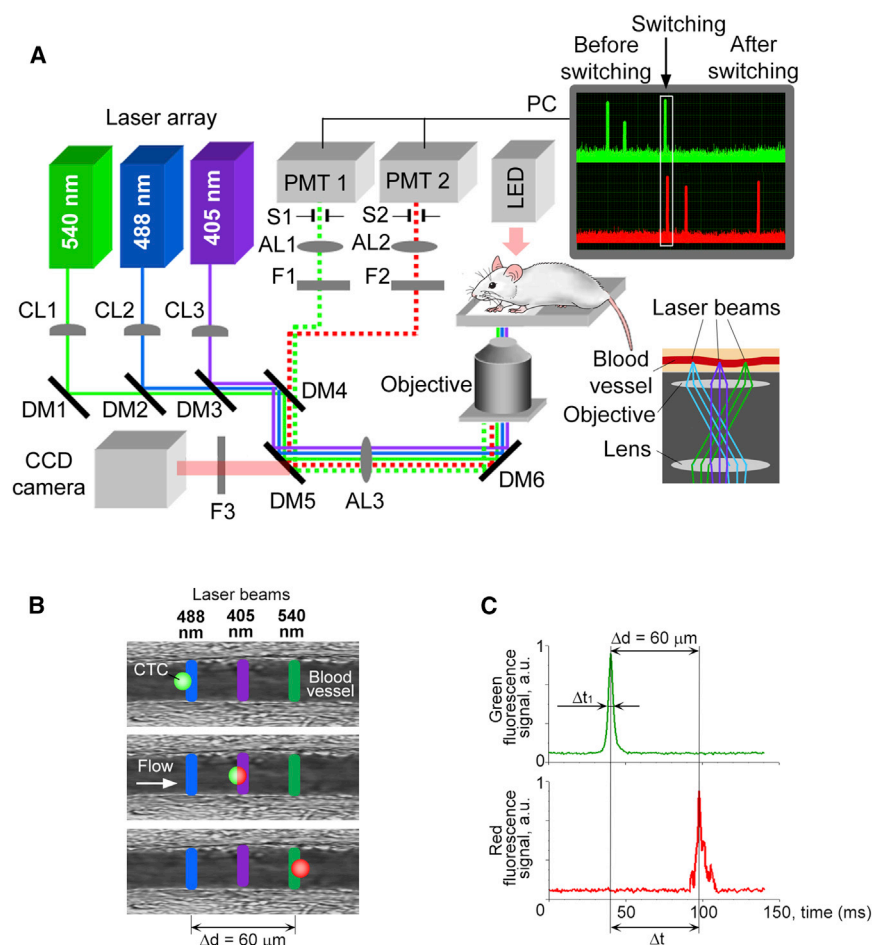 A
Laser array
540 nm
488 nm
405 nm
CL1
CL2
CL3
DM1
DM2
DM3
DM4
PMT 1
PMT 2
S1
S2
AL1
AL2
F1
F2
LED
PC
Before
switching
Switching
After
switching
Objective
CCD
camera
F3
DM5
AL3
DM6
Laser beams
Blood
vessel
Objective
Lens
B
Laser beams
488
nm
405
nm
540
nm
CTC
Blood
vessel
Flow
Δd = 60 μm
C
Δd = 60 μm
Green
fluorescence
signal, a.u.
1
0
Δt₁
Red
fluorescence
signal, a.u.
1
0
0 50 100 150, time (ms)
Δt